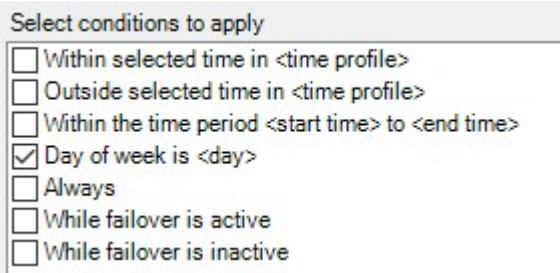 Select conditions to apply
Within selected time in <time profile>
Outside selected time in <time profile>
Within the time period <start time> to <end time>
Day of week is <day>
Always
While failover is active
While failover is inactive